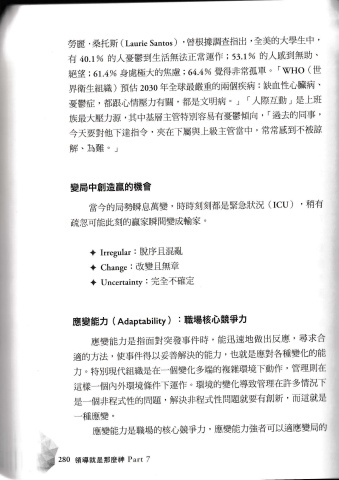 勞麗．桑托斯（Laurie Santos），曾根據調查指出，全美的大學生中，
有 40.1% 的人憂鬱到生活無法正常運作；53.1% 的人感到無助、
絕望；61.4% 身處極大的焦慮；64.4% 覺得非常孤單。「WHO（世
界衛生組織）預估 2030 年全球最嚴重的兩個疾病：缺血性心臟病、
憂鬱症，都跟心情壓力有關，都是文明病。」「人際互動」是上班
族最大壓力源，其中基層主管特別容易有憂鬱傾向，「過去的同事，
今天要對他下達指令，夾在下屬與上級主管當中，常常感到不被諒
解、為難。」
變局中創造贏的機會
當今的局勢瞬息萬變，時時刻刻都是緊急狀況（ICU），稍有
疏忽可能此刻的贏家瞬間變成輸家。
✦ Irregular：脫序且混亂
✦ Change：改變且無章
✦ Uncertainty：完全不確定
應變能力（Adaptability）：職場核心競爭力
應變能力是指面對突發事件時，能迅速地做出反應，尋求合
適的方法，使事件得以妥善解決的能力，也就是應對各種變化的能
力。特別現代組織是在一個變化多端的複雜環境下動作，管理則在
這樣一個內外環境條件下運作。環境的變化導致管理在許多情況下
是一個非程式性的問題，解決非程式性問題就要有創新，而這就是
一種應變。
應變能力是職場的核心競爭力，應變能力強者可以適應變局的
280 領導就是那麼神 Part 7